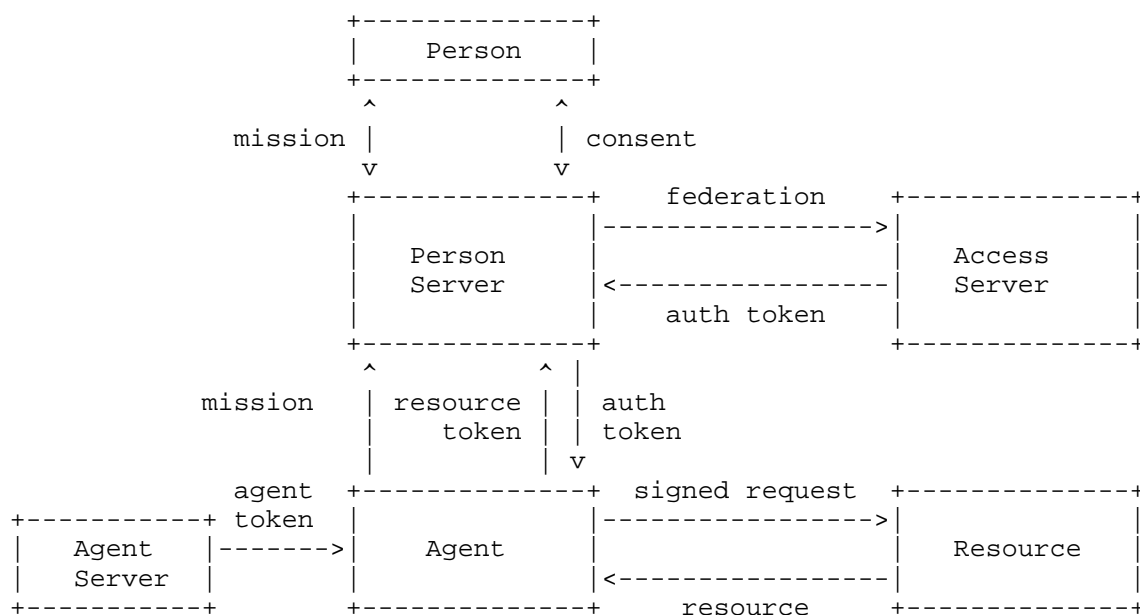 Person
mission
consent
federation
Person
Server
Access
Server
auth token
mission
resource
token
auth
token
agent
token
signed request
Agent
Server
Agent
Resource
resource